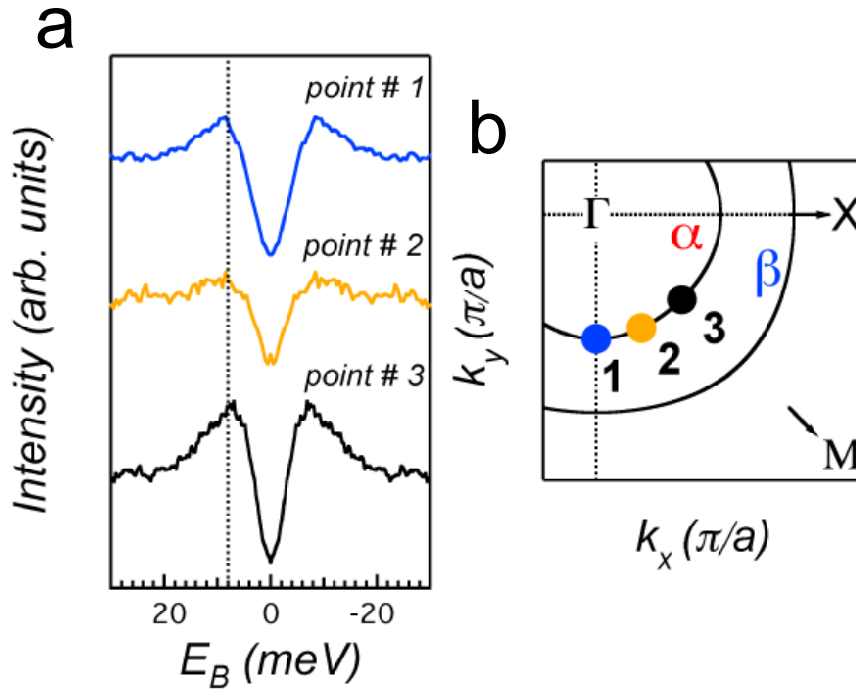 a
point # 1
point # 2
point # 3
Intensity (arb. units)
20 0 -20
E_B (meV)
b
Γ
X
α
β
1
2
3
M
k_y (π/a)
k_x (π/a)